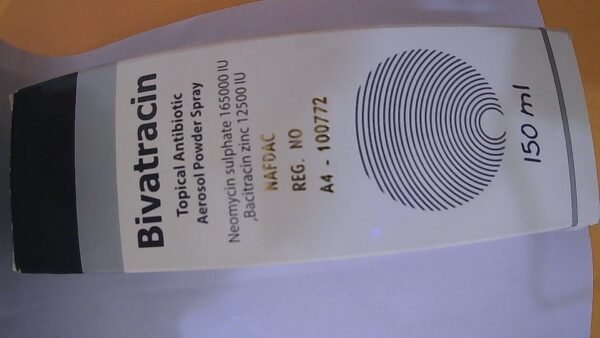 Bivatracin
Topical Antibiotic
Aerosol Powder Spray
Neomycin sulphate 165000 IU
,Bacitracin zinc 12500 IU
NAFDAC
REG. NO
A4 - 100772
150 ml